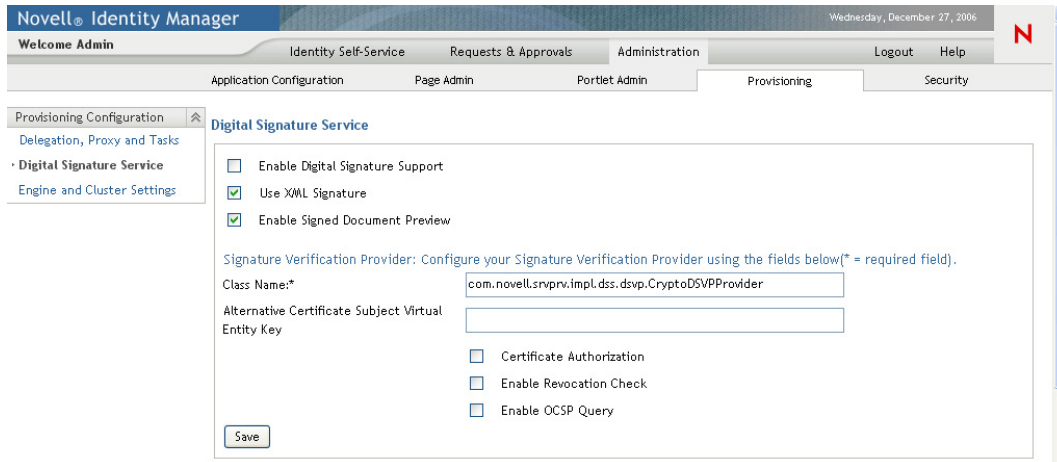 Novell® Identity Manager
Wednesday, December 27, 2006
N
Welcome Admin
Identity Self-Service Requests & Approvals Administration Logout Help
Application Configuration Page Admin Portlet Admin Provisioning Security
Provisioning Configuration
Delegation, Proxy and Tasks
Digital Signature Service
Engine and Cluster Settings
Digital Signature Service
Enable Digital Signature Support
Use XML Signature
Enable Signed Document Preview
Signature Verification Provider: Configure your Signature Verification Provider using the fields below(* = required field).
Class Name:* com.novell.srvprv.impl.dss.dsvp.CryptoDSVPProvider
Alternative Certificate Subject Virtual
Entity Key
Certificate Authorization
Enable Revocation Check
Enable OCSP Query
Save